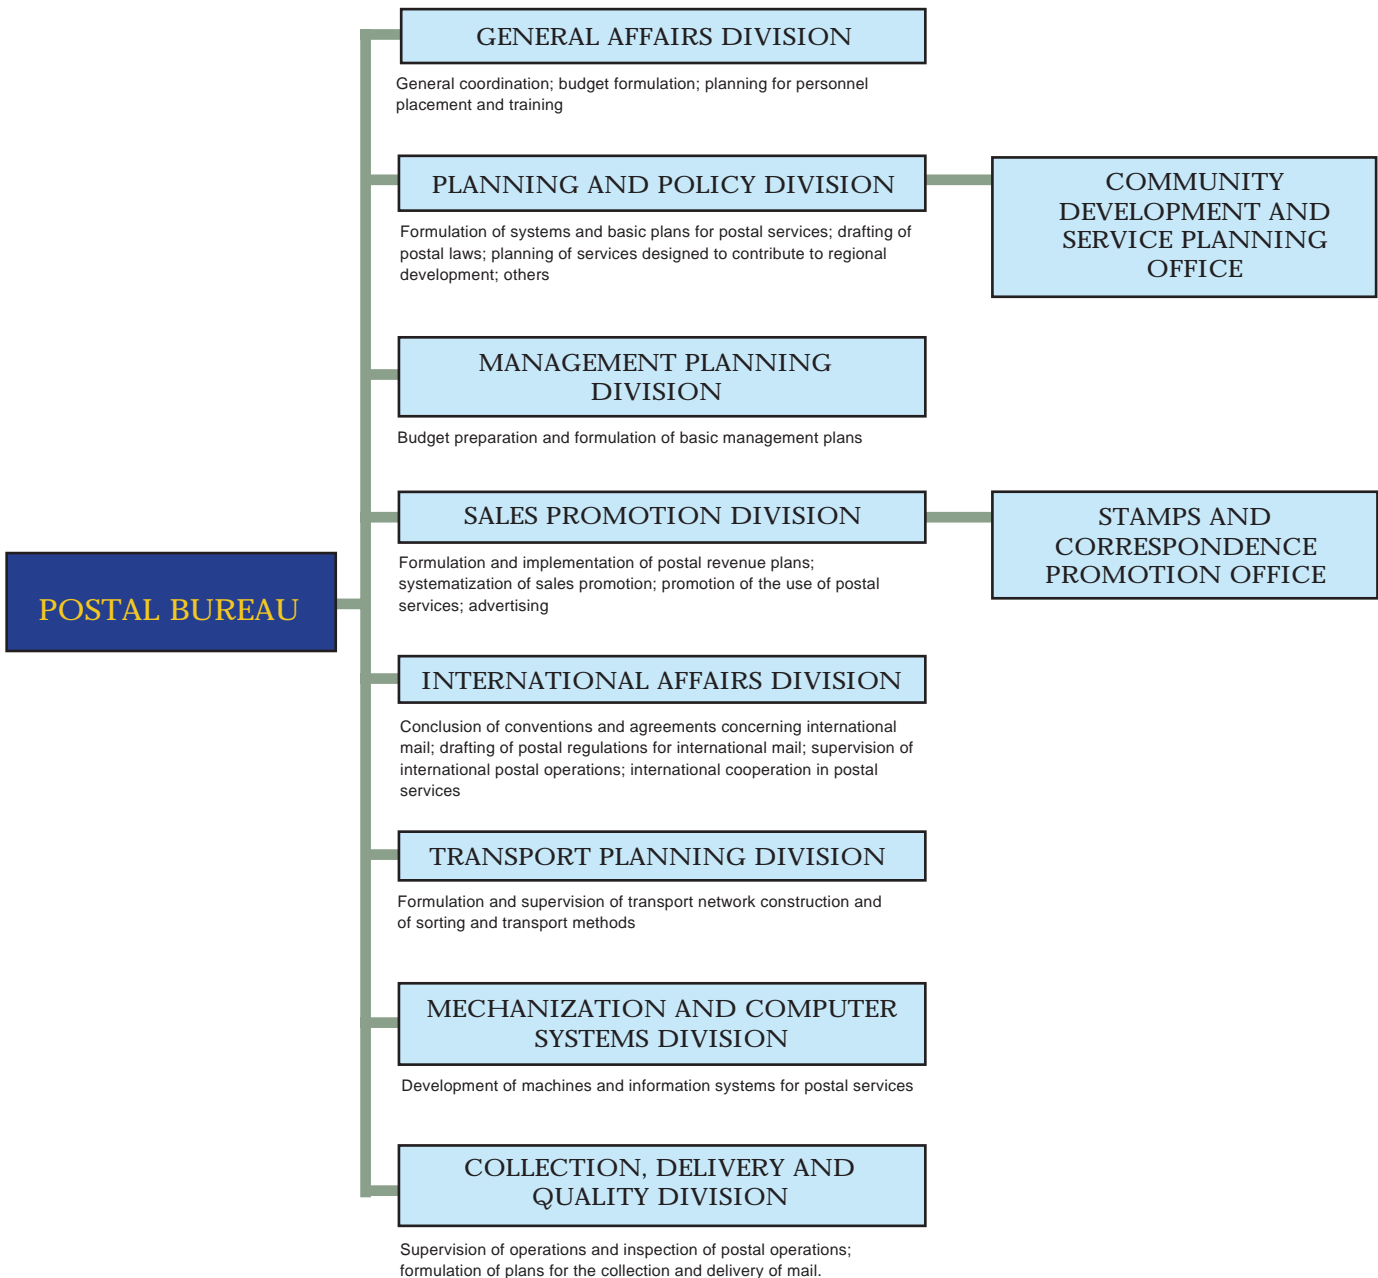 GENERAL AFFAIRS DIVISION
General coordination; budget formulation; planning for personnel
placement and training
PLANNING AND POLICY DIVISION
Formulation of systems and basic plans for postal services; drafting of
postal laws; planning of services designed to contribute to regional
development; others
COMMUNITY
DEVELOPMENT AND
SERVICE PLANNING
OFFICE
MANAGEMENT PLANNING
DIVISION
Budget preparation and formulation of basic management plans
SALES PROMOTION DIVISION
Formulation and implementation of postal revenue plans;
systematization of sales promotion; promotion of the use of postal
services; advertising
STAMPS AND
CORRESPONDENCE
PROMOTION OFFICE
POSTAL BUREAU
INTERNATIONAL AFFAIRS DIVISION
Conclusion of conventions and agreements concerning international
mail; drafting of postal regulations for international mail; supervision of
international postal operations; international cooperation in postal
services
TRANSPORT PLANNING DIVISION
Formulation and supervision of transport network construction and
of sorting and transport methods
MECHANIZATION AND COMPUTER
SYSTEMS DIVISION
Development of machines and information systems for postal services
COLLECTION, DELIVERY AND
QUALITY DIVISION
Supervision of operations and inspection of postal operations;
formulation of plans for the collection and delivery of mail.